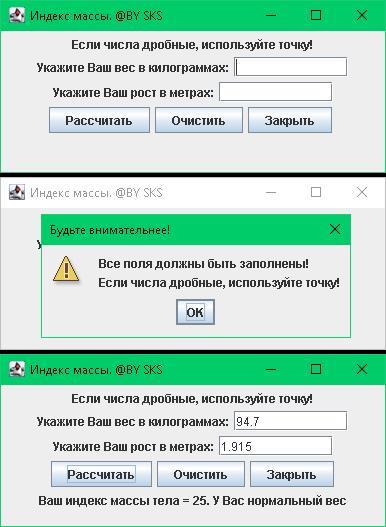 Индекс массы. @BY SKS
Если числа дробные, используйте точку!
Укажите Ваш вес в килограммах:
Укажите Ваш рост в метрах:
Рассчитать Очистить Закрыть
Индекс массы. @BY SKS
Будьте внимательнее!
Все поля должны быть заполнены!
Если числа дробные, используйте точку!
OK
Индекс массы. @BY SKS
Если числа дробные, используйте точку!
Укажите Ваш вес в килограммах: 94.7
Укажите Ваш рост в метрах: 1.915
Рассчитать Очистить Закрыть
Ваш индекс массы тела = 25. У Вас нормальный вес